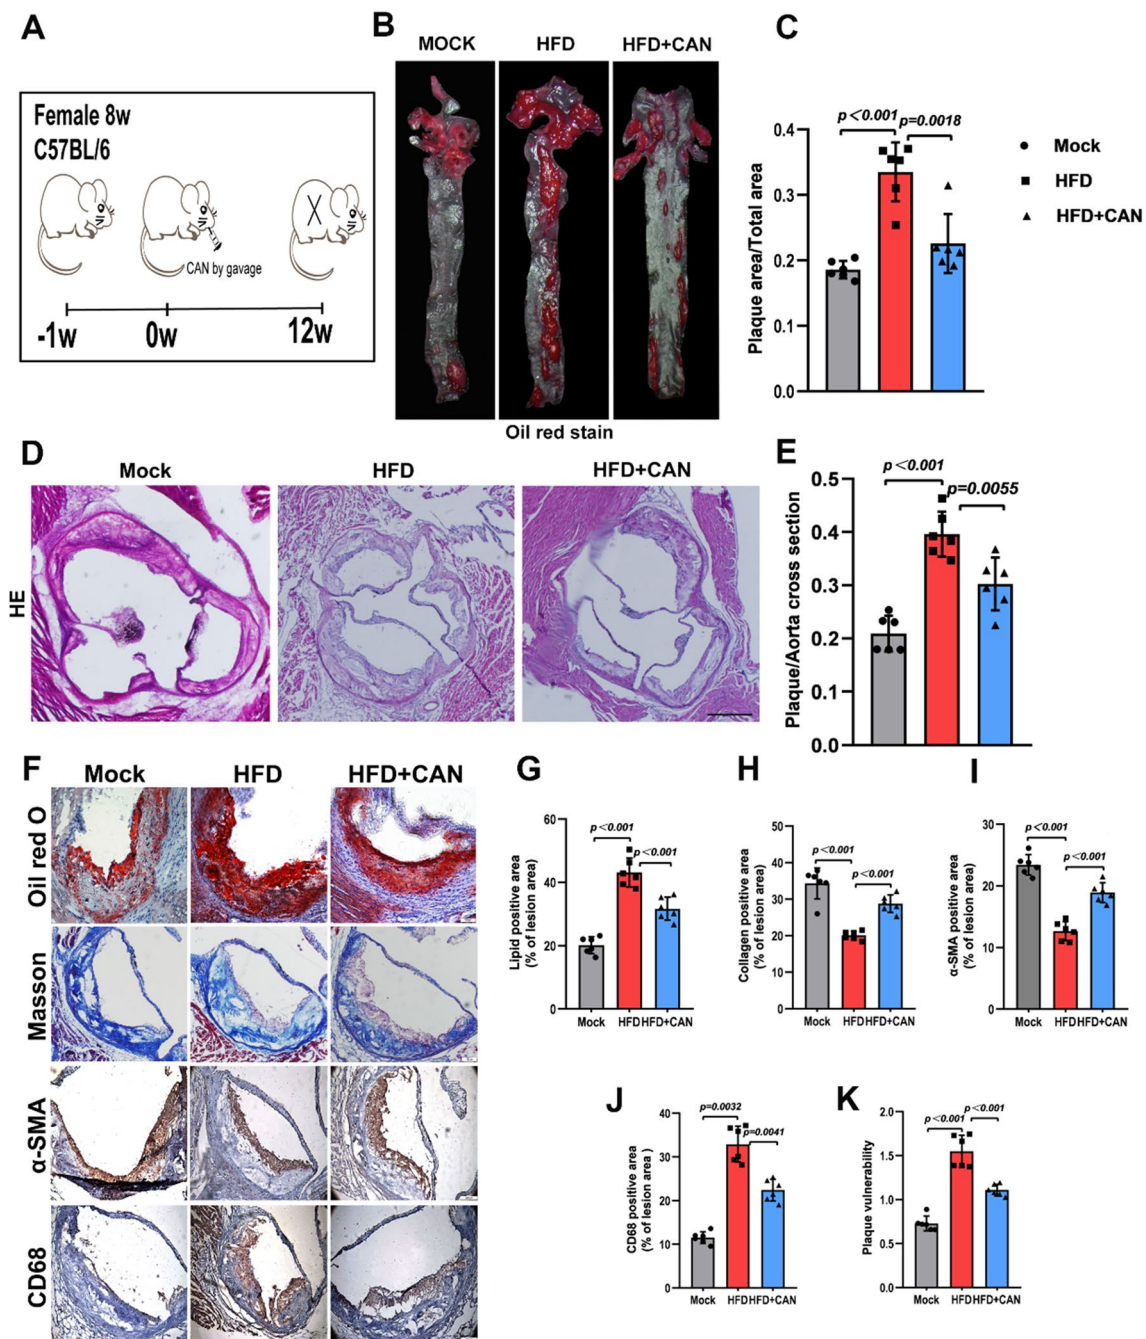 A
Female 8w
C57BL/6
CAN by gavage
-1w
0w
12w
B
MOCK
HFD
HFD+CAN
Oil red stain
C
Plaque area/Total area
0.4
0.3
0.2
0.1
0.0
p<0.001
p=0.0018
Mock
HFD
HFD+CAN
D
Mock
HFD
HFD+CAN
HE
E
Plaque/Aorta cross section
0.5
0.4
0.3
0.2
0.1
0.0
p<0.001
p=0.0055
F
Mock
HFD
HFD+CAN
Oil red O
Masson
α-SMA
CD68
G
Lipid positive area
(% of lesion area)
60
40
20
0
p<0.001
p<0.001
Mock
HFD
HFD+CAN
H
Collagen positive area
(% of lesion area)
50
40
30
20
10
0
p<0.001
p<0.001
Mock
HFD
HFD+CAN
I
α-SMA positive area
(% of lesion area)
30
20
10
0
p<0.001
p<0.001
Mock
HFD
HFD+CAN
J
CD68 positive area
(% of lesion area )
40
30
20
10
0
p=0.0032
p=0.0041
Mock
HFD
HFD+CAN
K
Plaque vulnerability
2.0
1.5
1.0
0.5
0.0
p<0.001
p<0.001
Mock
HFD
HFD+CAN